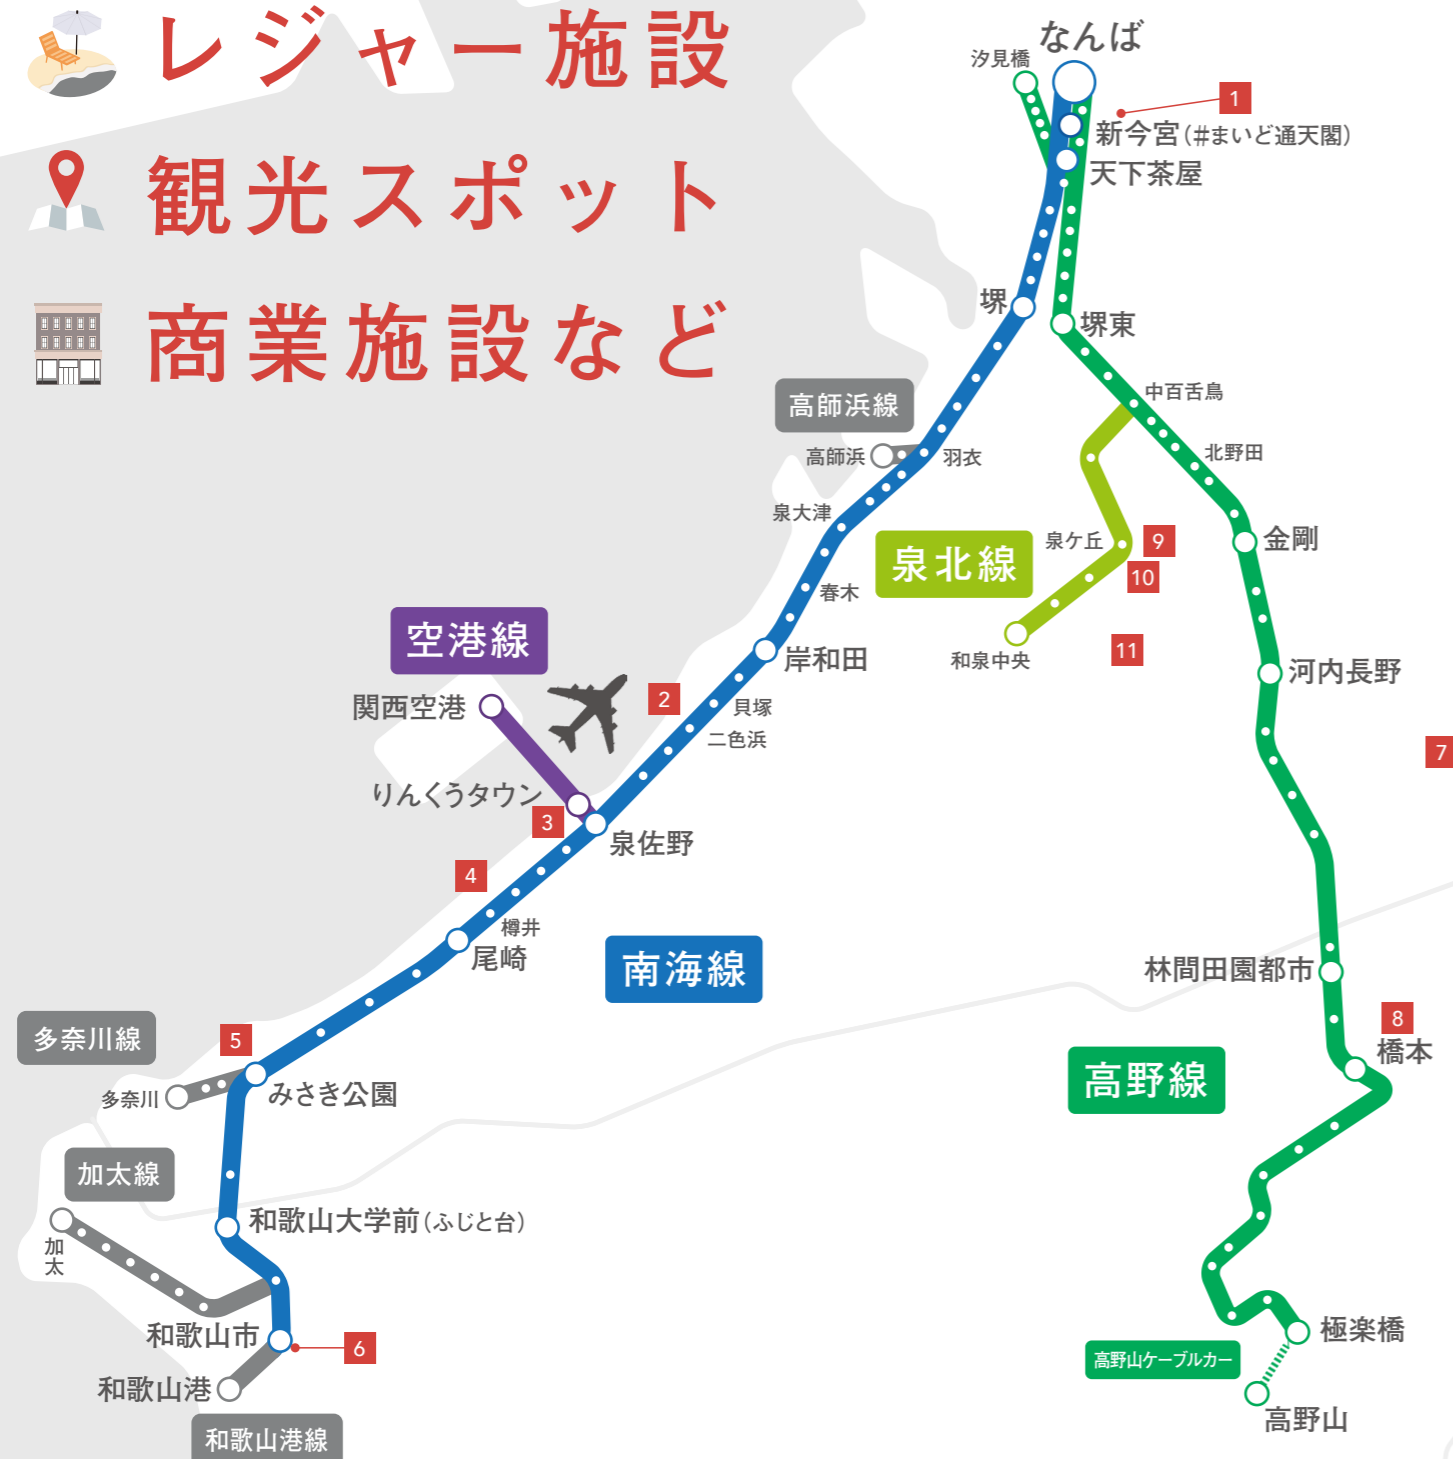 レジャー施設
観光スポット
商業施設など
なんば
汐見橋
1
新今宮(#まいど通天閣)
天下茶屋
堺
堺東
中百舌鳥
高師浜線
高師浜
羽衣
北野田
泉大津
泉北線
泉ケ丘
9
10
金剛
春木
空港線
和泉中央
11
岸和田
河内長野
関西空港
2
貝塚
二色浜
7
りんくうタウン
3
泉佐野
4
樽井
尾崎
南海線
林間田園都市
多奈川線
5
8
橋本
多奈川
みさき公園
高野線
加太線
加太
和歌山大学前(ふじと台)
和歌山市
6
極楽橋
高野山ケーブルカー
和歌山港
高野山
和歌山港線